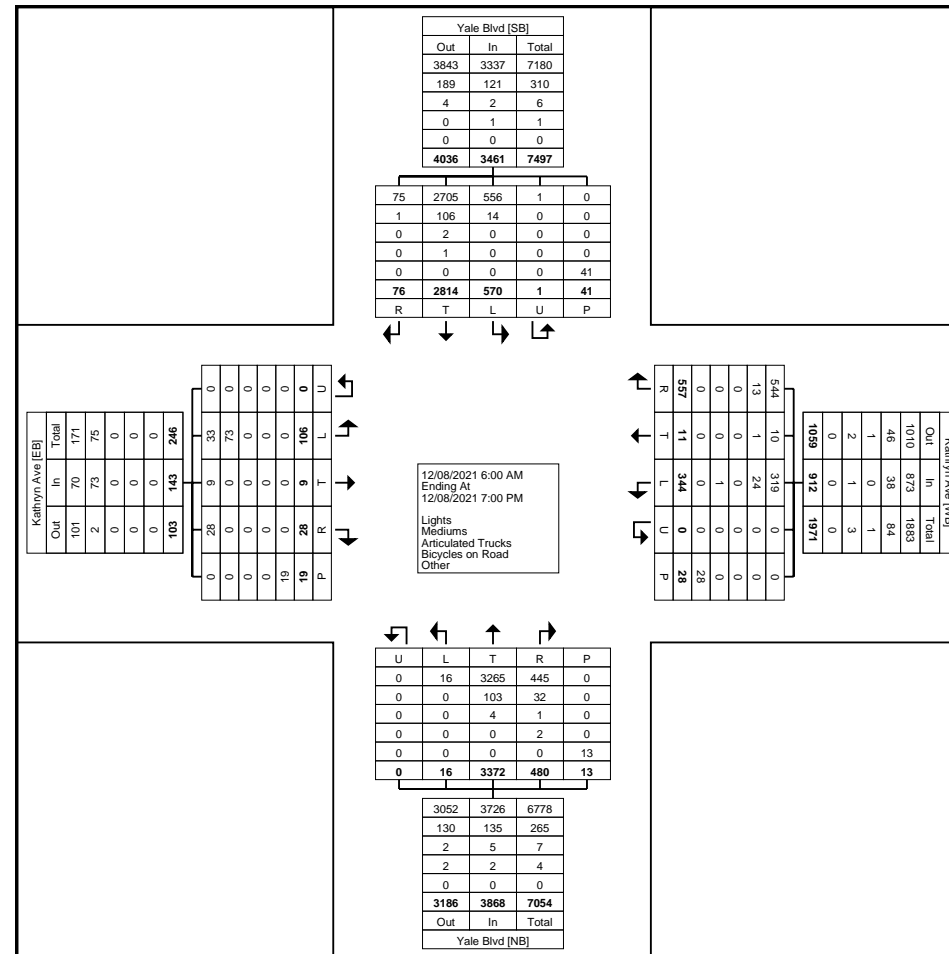 Yale Blvd [SB]
Out In Total
3843 3337 7180
189 121 310
4 2 6
0 1 1
0 0 0
4036 3461 7497
75 2705 556 1 0
1 106 14 0 0
0 2 0 0 0
0 1 0 0 0
0 0 0 0 41
76 2814 570 1 41
R T L U P
Kathryn Ave [EB]
Total 171 75 0 0 0 246
In 70 73 0 0 0 143
Out 101 2 0 0 0 103
0 0 0 0 0 0 U
33 73 0 0 0 106 L
9 0 0 0 0 9 T
28 0 0 0 0 28 R
0 0 0 0 19 19 P
12/08/2021 6:00 AM
Ending At
12/08/2021 7:00 PM
Lights
Mediums
Articulated Trucks
Bicycles on Road
Other
R 557 0 0 0 13 544
T 11 0 0 0 1 10
L 344 0 1 0 24 319
U 0 0 0 0 0 0
P 28 28 0 0 0 0
1059 0 2 1 46 1010 Out
912 0 1 0 38 873 In
1971 0 3 1 84 1883 Total
Kathryn Ave [WB]
U L T R P
0 16 3265 445 0
0 0 103 32 0
0 0 4 1 0
0 0 0 2 0
0 0 0 0 13
0 16 3372 480 13
3052 3726 6778
130 135 265
2 5 7
2 2 4
0 0 0
3186 3868 7054
Out In Total
Yale Blvd [NB]